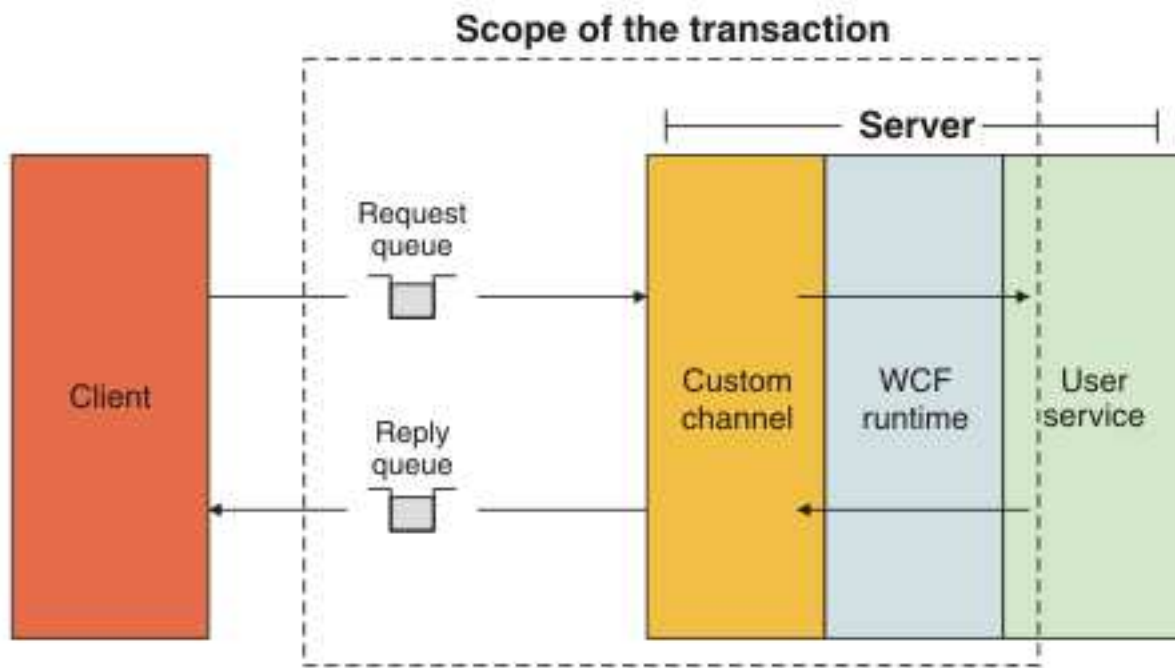 Scope of the transaction
Server
Request
queue
Client
Custom
channel
WCF
runtime
User
service
Reply
queue